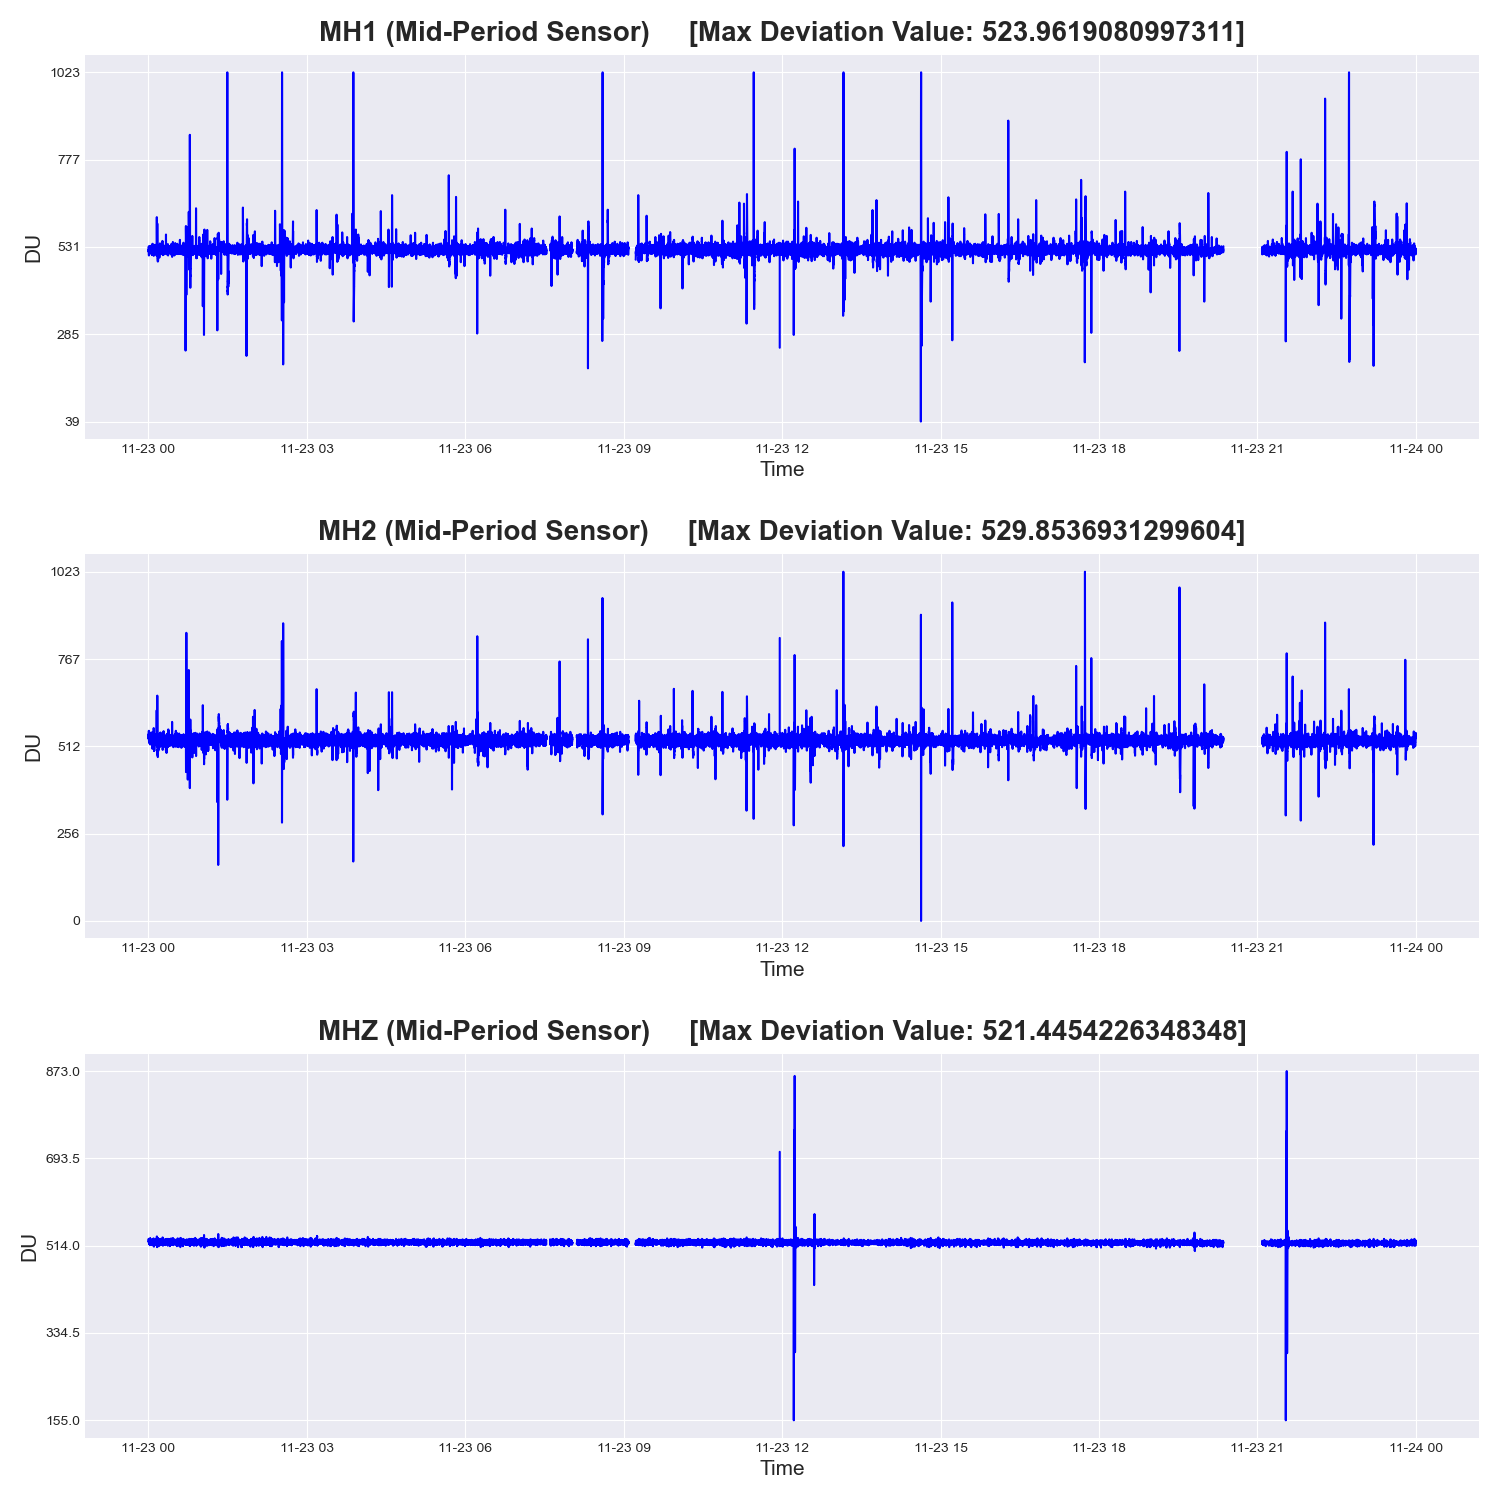 MH1 (Mid-Period Sensor) [Max Deviation Value: 523.9619080997311]
1023
777
531
285
39
DU
11-23 00 11-23 03 11-23 06 11-23 09 11-23 12 11-23 15 11-23 18 11-23 21 11-24 00
Time
MH2 (Mid-Period Sensor) [Max Deviation Value: 529.8536931299604]
1023
767
512
256
0
DU
11-23 00 11-23 03 11-23 06 11-23 09 11-23 12 11-23 15 11-23 18 11-23 21 11-24 00
Time
MHZ (Mid-Period Sensor) [Max Deviation Value: 521.4454226348348]
873.0
693.5
514.0
334.5
155.0
DU
11-23 00 11-23 03 11-23 06 11-23 09 11-23 12 11-23 15 11-23 18 11-23 21 11-24 00
Time